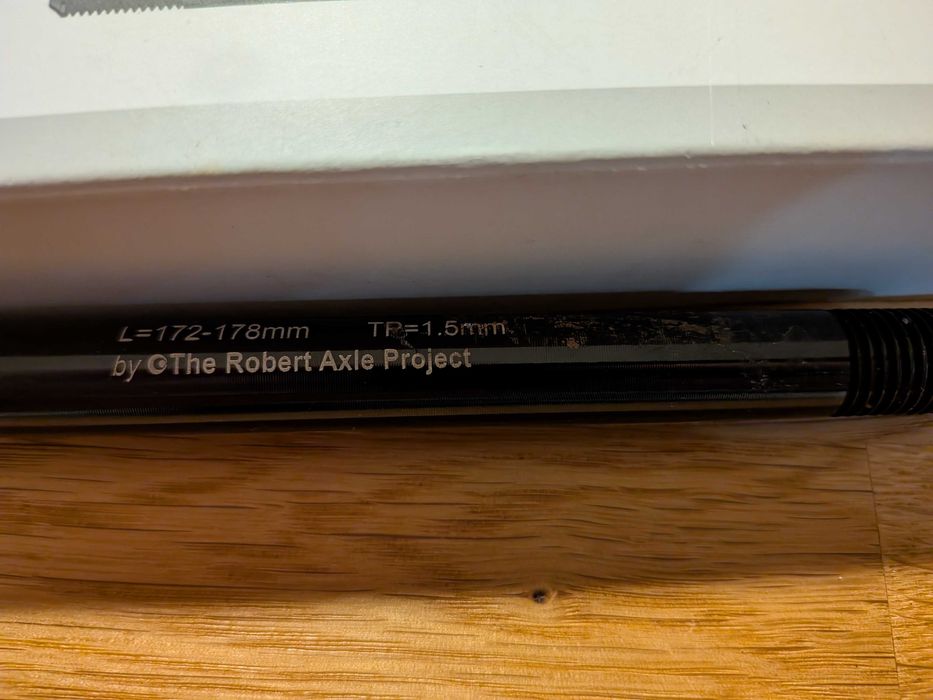 L=172-178mm TP=1.5mm
by ©The Robert Axle Project